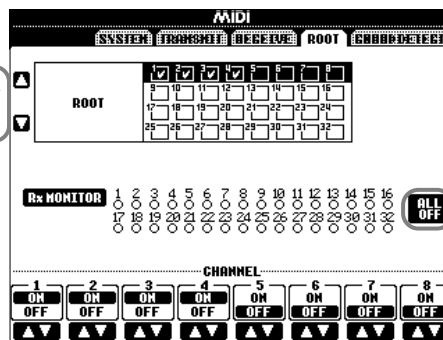 MIDI
SYSTEM TRANSMIT RECEIVE ROOT CHORD DETECT
1 2 3 4 5 6 7 8
9 10 11 12 13 14 15 16
ROOT
17 18 19 20 21 22 23 24
25 26 27 28 29 30 31 32
Rx MONITOR 1 2 3 4 5 6 7 8 9 10 11 12 13 14 15 16
17 18 19 20 21 22 23 24 25 26 27 28 29 30 31 32
ALL OFF
CHANNEL
1 2 3 4 5 6 7 8
ON ON ON ON ON ON ON ON
OFF OFF OFF OFF OFF OFF OFF OFF